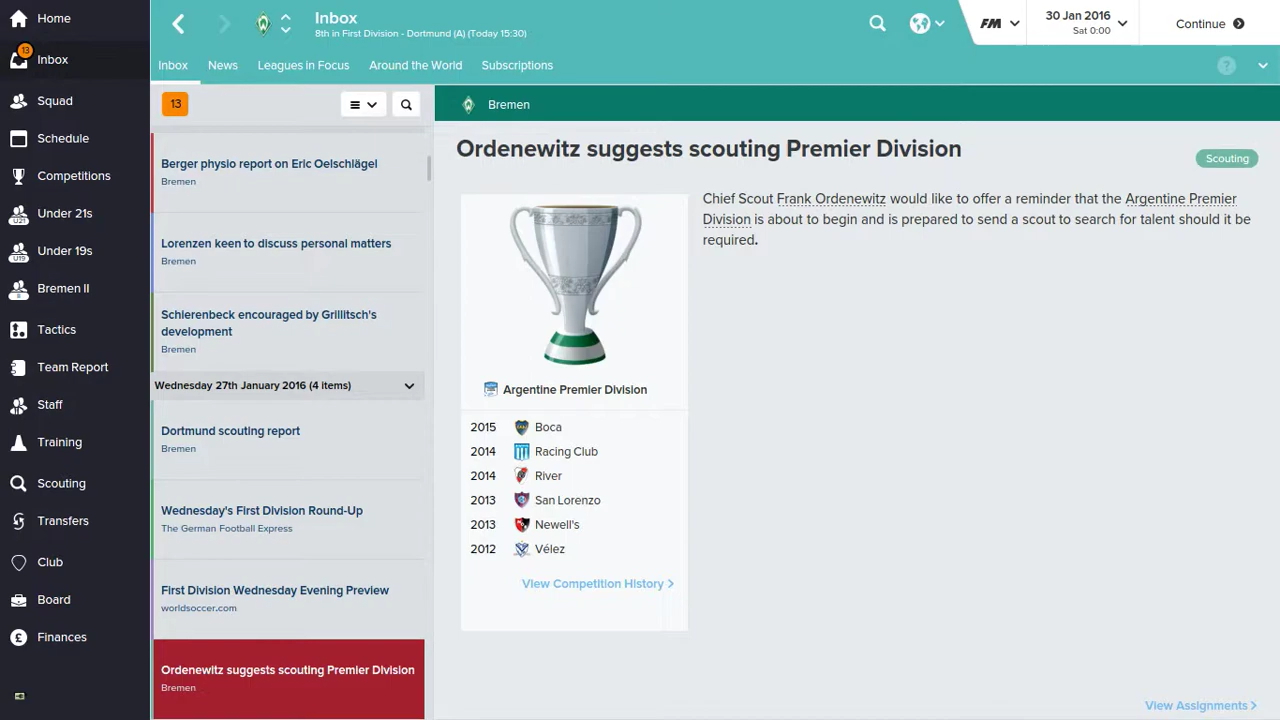 Home
13
Inbox
Squad
Schedule
Competitions
Under 21s
Under 19s
Bremen II
Tactics
Team Report
Staff
Training
Scouting
Transfers
Club
Board
Finances
Inbox
8th in First Division - Dortmund (A) (Today 15:30)
FM
30 Jan 2016
Sat 0:00
Continue
Inbox
News
Leagues in Focus
Around the World
Subscriptions
?
13
Berger physio report on Eric Oelschlägel
Bremen
Lorenzen keen to discuss personal matters
Bremen
Schierenbeck encouraged by Grillitsch's
development
Bremen
Wednesday 27th January 2016 (4 items)
Dortmund scouting report
Bremen
Wednesday's First Division Round-Up
The German Football Express
First Division Wednesday Evening Preview
worldsoccer.com
Ordenewitz suggests scouting Premier Division
Bremen
Bremen
Ordenewitz suggests scouting Premier Division
Scouting
Argentine Premier Division
2015 Boca
2014 Racing Club
2014 River
2013 San Lorenzo
2013 Newell's
2012 Vélez
View Competition History >
Chief Scout Frank Ordenewitz would like to offer a reminder that the Argentine Premier
Division is about to begin and is prepared to send a scout to search for talent should it be
required.
View Assignments >